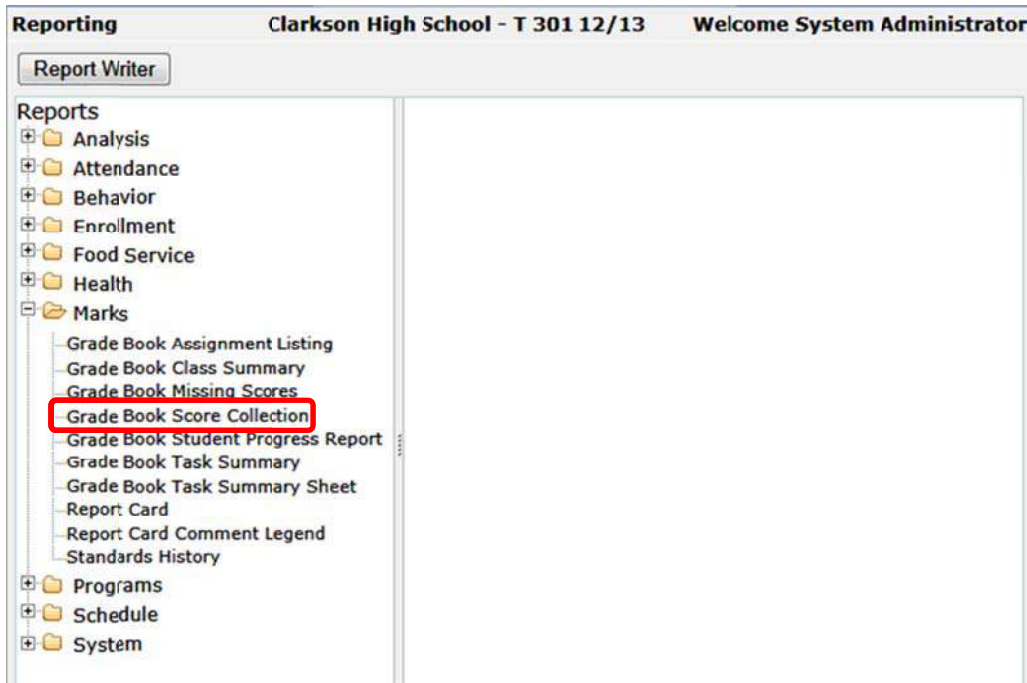 Reporting Clarkson High School - T 301 12/13 Welcome System Administrator
Report Writer
Reports
Analysis
Attendance
Behavior
Enrollment
Food Service
Health
Marks
Grade Book Assignment Listing
Grade Book Class Summary
Grade Book Missing Scores
Grade Book Score Collection
Grade Book Student Progress Report
Grade Book Task Summary
Grade Book Task Summary Sheet
Report Card
Report Card Comment Legend
Standards History
Programs
Schedule
System